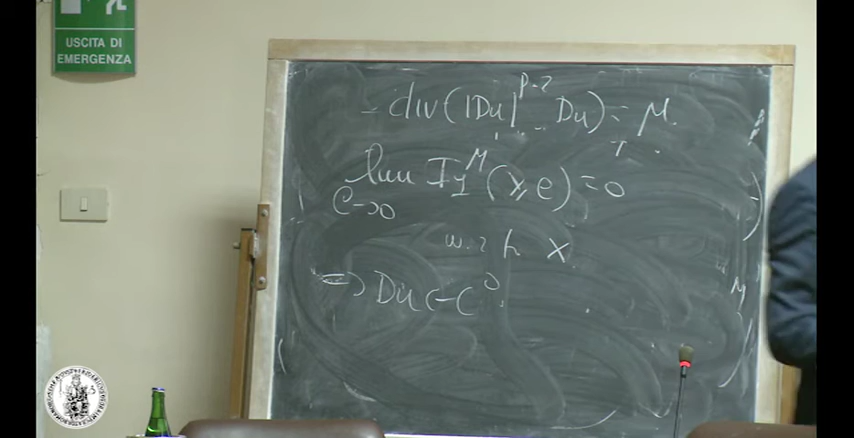 USCITA DI
EMERGENZA
- div(|Du|^{p-2} Du) = μ.
lim I_1^μ (x, ρ) = 0
ρ→0
w.r.t. x
=> Du ∈ C^0.